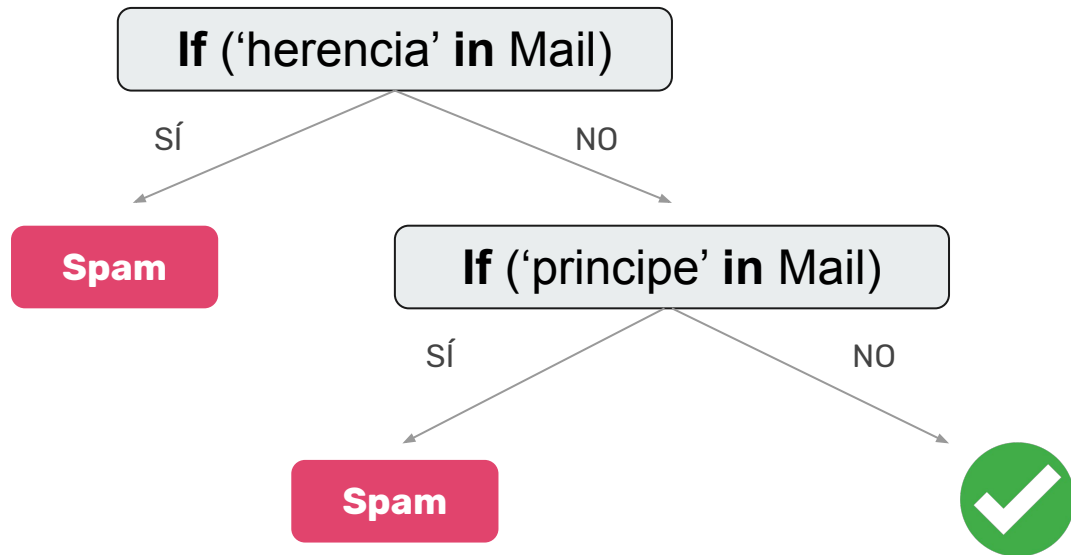 If (‘herencia’ in Mail)
SÍ
NO
Spam
If (‘principe’ in Mail)
SÍ
NO
Spam